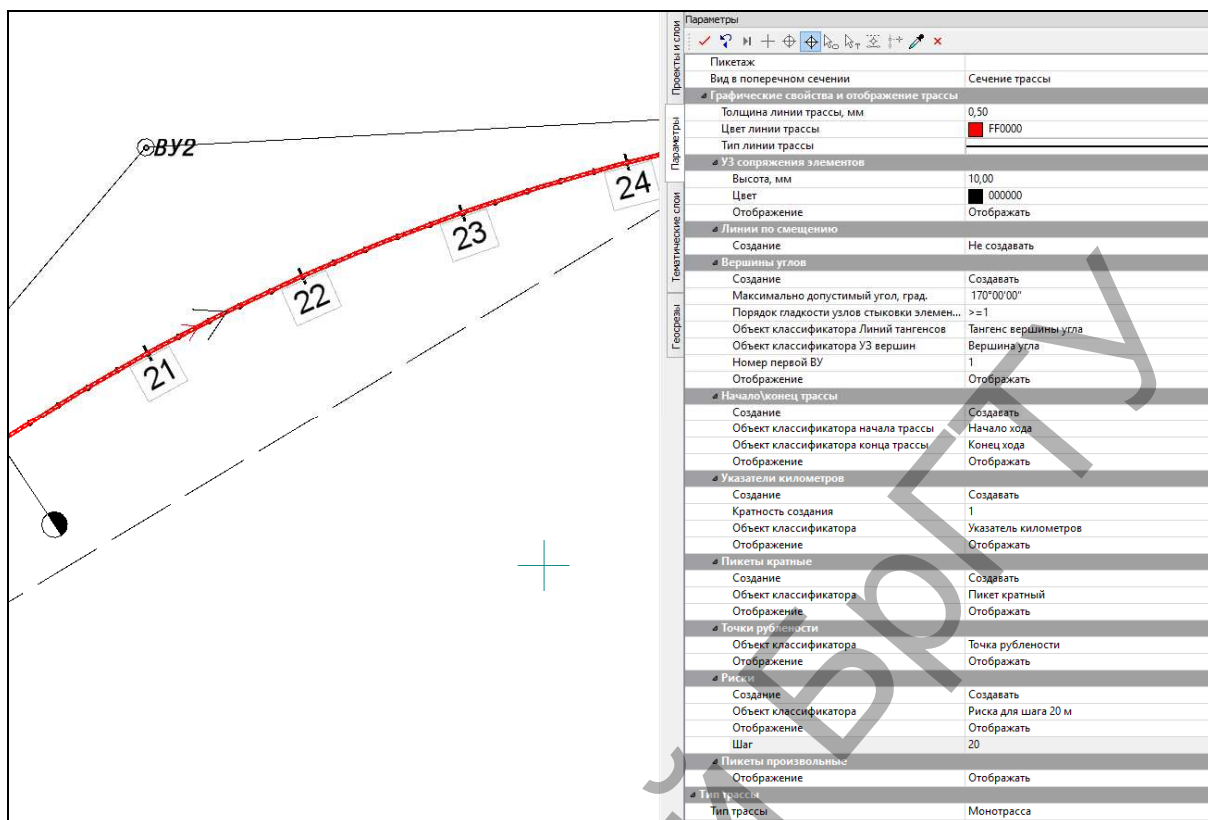 ВУ2
21
22
23
24
Проекты и слои
Параметры
Тематические слои
Геосрезы
Параметры
Пикетаж
Вид в поперечном сечении Сечение трассы
Графические свойства и отображение трассы
Толщина линии трассы, мм 0,50
Цвет линии трассы FF0000
Тип линии трассы
УЗ сопряжения элементов
Высота, мм 10,00
Цвет 000000
Отображение Отображать
Линии по смещению
Создание Не создавать
Вершины углов
Создание Создавать
Максимально допустимый угол, град. 170°00'00"
Порядок гладкости узлов стыковки элемен... >=1
Объект классификатора Линий тангенсов Тангенс вершины угла
Объект классификатора УЗ вершин Вершина угла
Номер первой ВУ 1
Отображение Отображать
Начало\конец трассы
Создание Создавать
Объект классификатора начала трассы Начало хода
Объект классификатора конца трассы Конец хода
Отображение Отображать
Указатели километров
Создание Создавать
Кратность создания 1
Объект классификатора Указатель километров
Отображение Отображать
Пикеты кратные
Создание Создавать
Объект классификатора Пикет кратный
Отображение Отображать
Точки рублености
Объект классификатора Точка рублености
Отображение Отображать
Риски
Создание Создавать
Объект классификатора Риска для шага 20 м
Отображение Отображать
Шаг 20
Пикеты произвольные
Отображение Отображать
Тип трассы
Тип трассы Монотрасса
БрГТУ